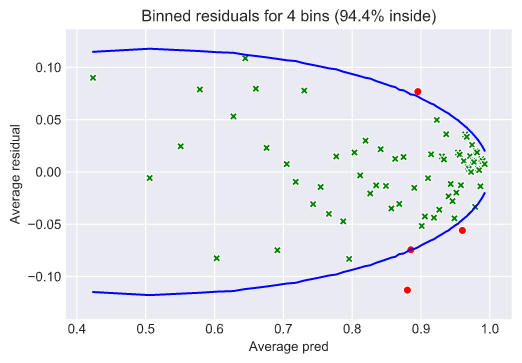 Binned residuals for 4 bins (94.4% inside)
0.10
0.05
0.00
−0.05
−0.10
Average residual
0.4 0.5 0.6 0.7 0.8 0.9 1.0
Average pred